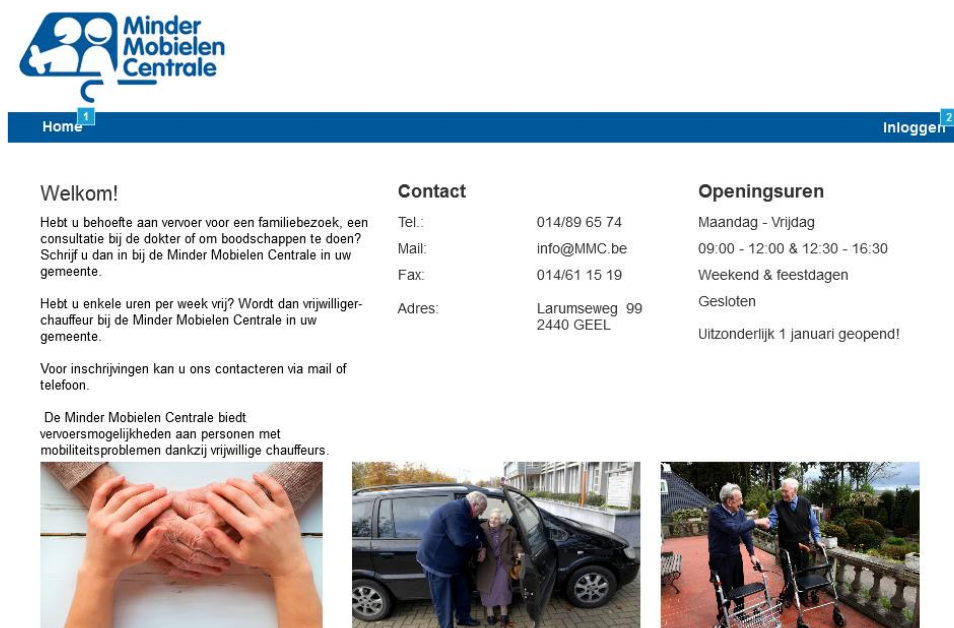 Minder
Mobielen
Centrale
Home
1
Inloggen
2
Welkom!
Hebt u behoefte aan vervoer voor een familiebezoek, een
consultatie bij de dokter of om boodschappen te doen?
Schrijf u dan in bij de Minder Mobielen Centrale in uw
gemeente.
Hebt u enkele uren per week vrij? Wordt dan vrijwilliger-
chauffeur bij de Minder Mobielen Centrale in uw
gemeente.
Voor inschrijvingen kan u ons contacteren via mail of
telefoon.
De Minder Mobielen Centrale biedt
vervoersmogelijkheden aan personen met
mobiliteitsproblemen dankzij vrijwillige chauffeurs.
Contact
Tel.: 014/89 65 74
Mail: info@MMC.be
Fax: 014/61 15 19
Adres: Larumseweg 99
2440 GEEL
Openingsuren
Maandag - Vrijdag
09:00 - 12:00 & 12:30 - 16:30
Weekend & feestdagen
Gesloten
Uitzonderlijk 1 januari geopend!